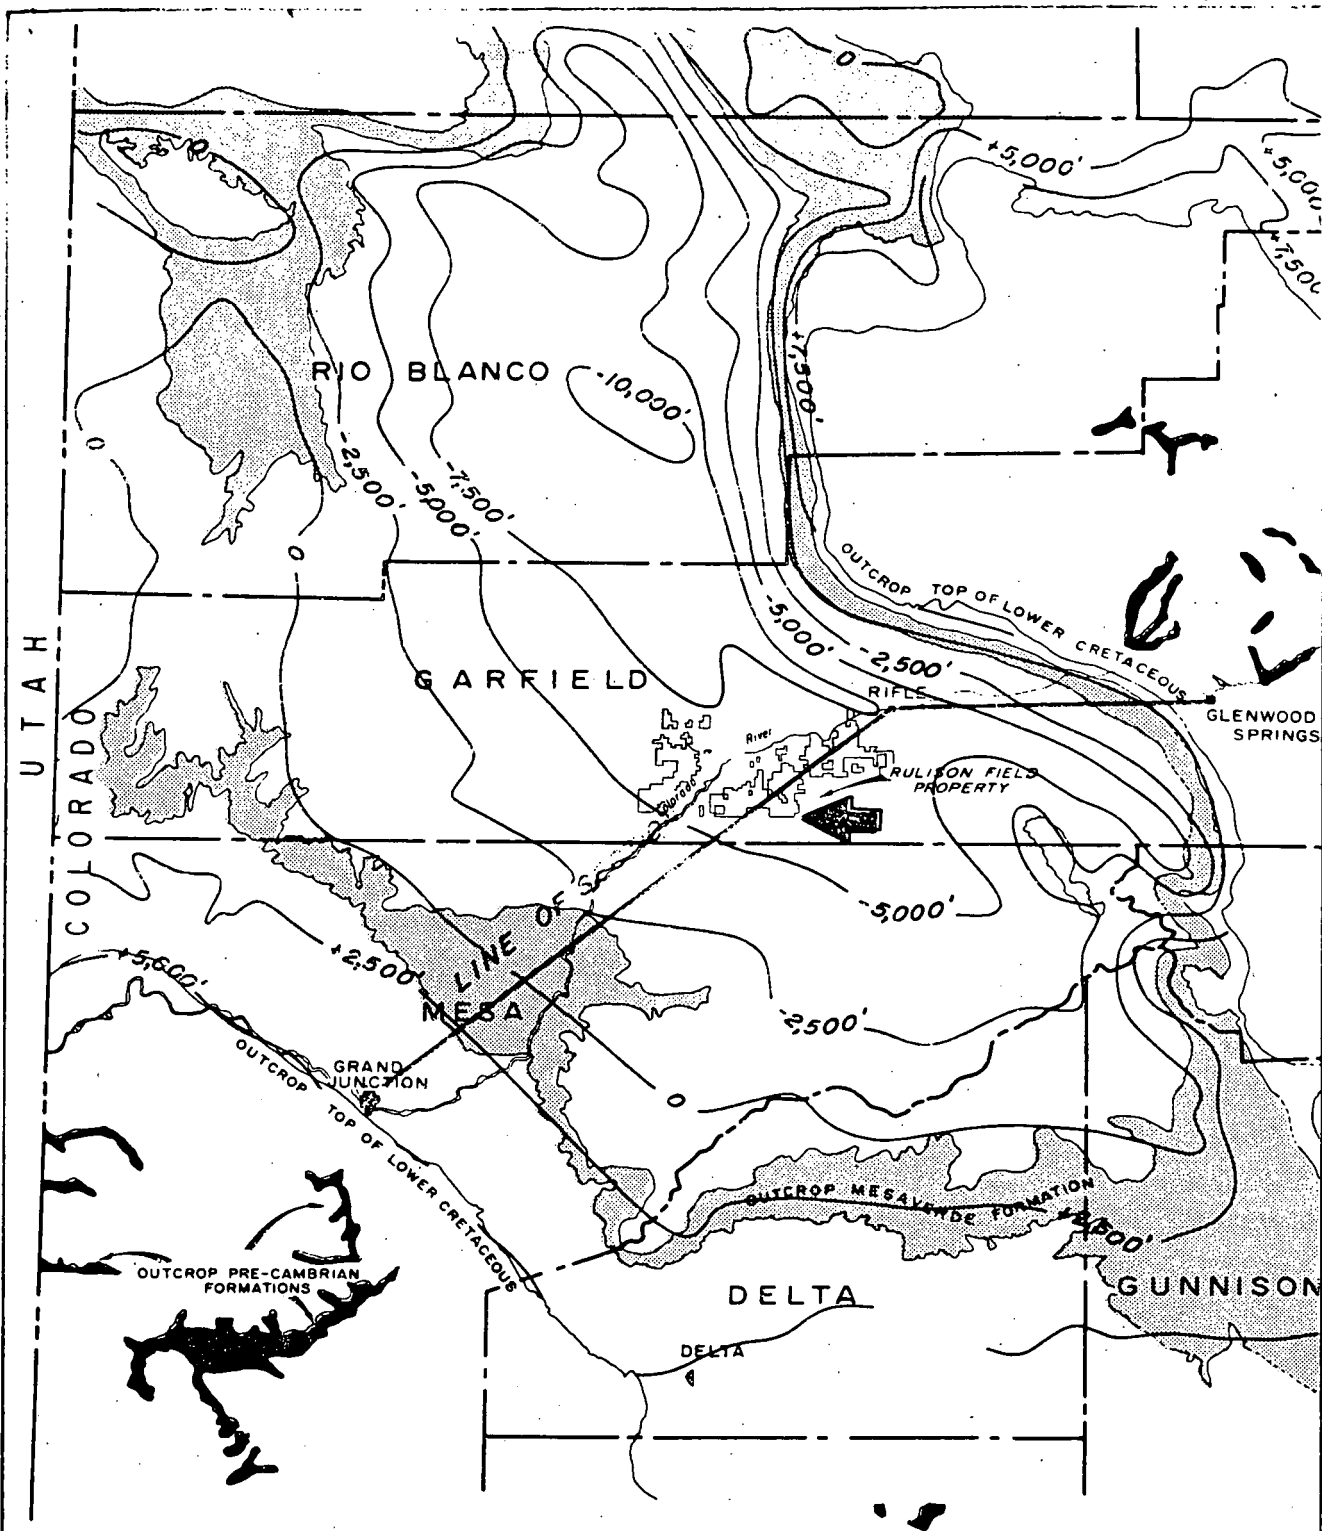 0
+5,000'
+5,000'
+7,500'
0
+7,500'
RIO BLANCO
-10,000'
0
-2,500'
-5,000'
-7,500'
0
OUTCROP TOP OF LOWER CRETACEOUS
-5,000'
-2,500'
UTAH
COLORADO
GARFIELD
RIFLE
GLENWOOD
SPRINGS
River
Colorado
RULISON FIELD
PROPERTY
-5,000'
LINE OF
+2,500'
+5,600'
MESA
-2,500'
GRAND
JUNCTION
0
OUTCROP TOP OF LOWER CRETACEOUS
OUTCROP MESAVERDE FORMATION
+2,500'
OUTCROP PRE-CAMBRIAN
FORMATIONS
DELTA
GUNNISON
DELTA